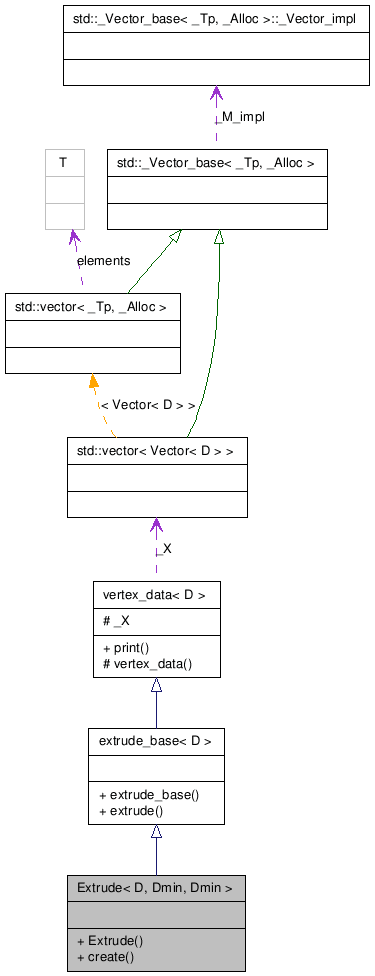 std::_Vector_base< _Tp, _Alloc >::_Vector_impl
_M_impl
T
std::_Vector_base< _Tp, _Alloc >
elements
std::vector< _Tp, _Alloc >
< Vector< D > >
std::vector< Vector< D > >
_X
vertex_data< D >
# _X
+ print()
# vertex_data()
extrude_base< D >
+ extrude_base()
+ extrude()
Extrude< D, Dmin, Dmin >
+ Extrude()
+ create()